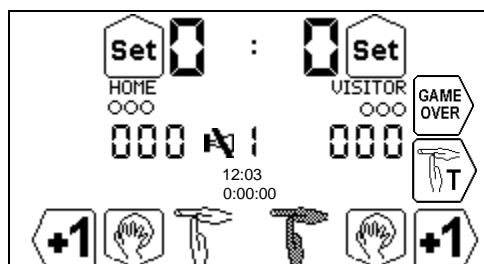 Set 0 : 0 Set
HOME VISITOR
GAME
OVER
000 1 000
T
12:03
0:00:00
+1 +1